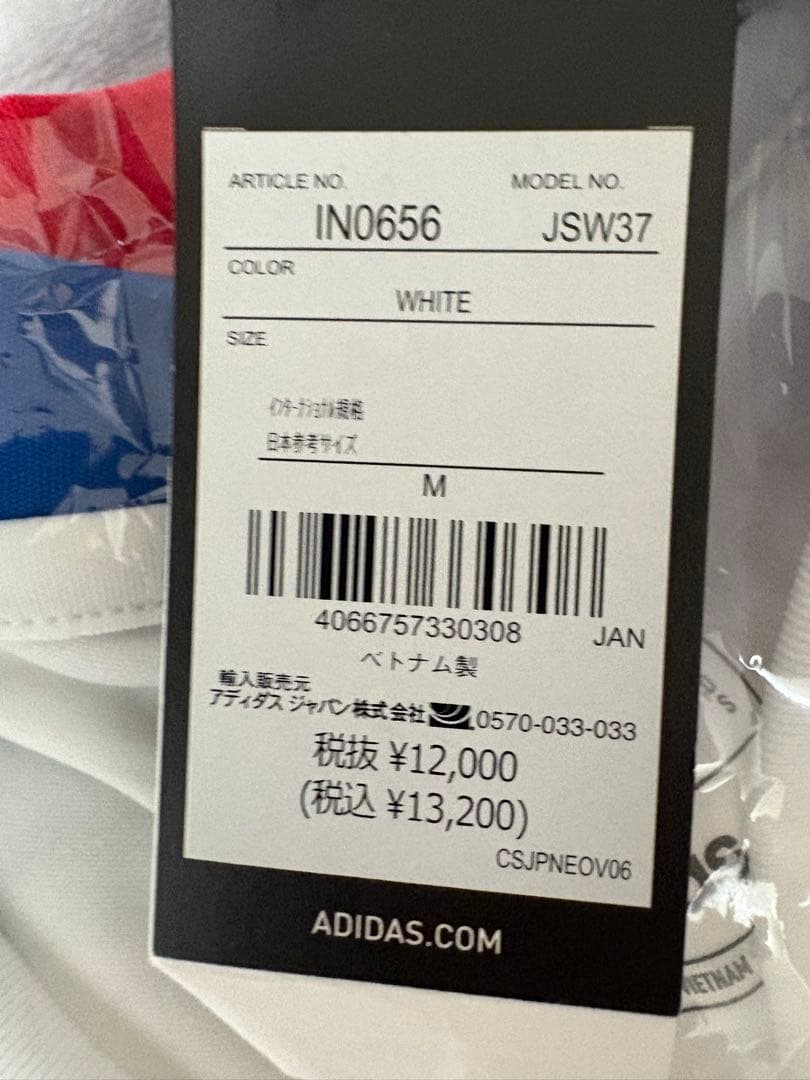 ARTICLE NO. MODEL NO.
IN0656 JSW37
COLOR
WHITE
SIZE
インターナショナル規格
日本参考サイズ
M
4066757330308 JAN
ベトナム製
輸入販売元
アディダス ジャパン株式会社 0570-033-033
税抜 ¥12,000
(税込 ¥13,200)
CSJPNEOV06
ADIDAS.COM
VIETNAM